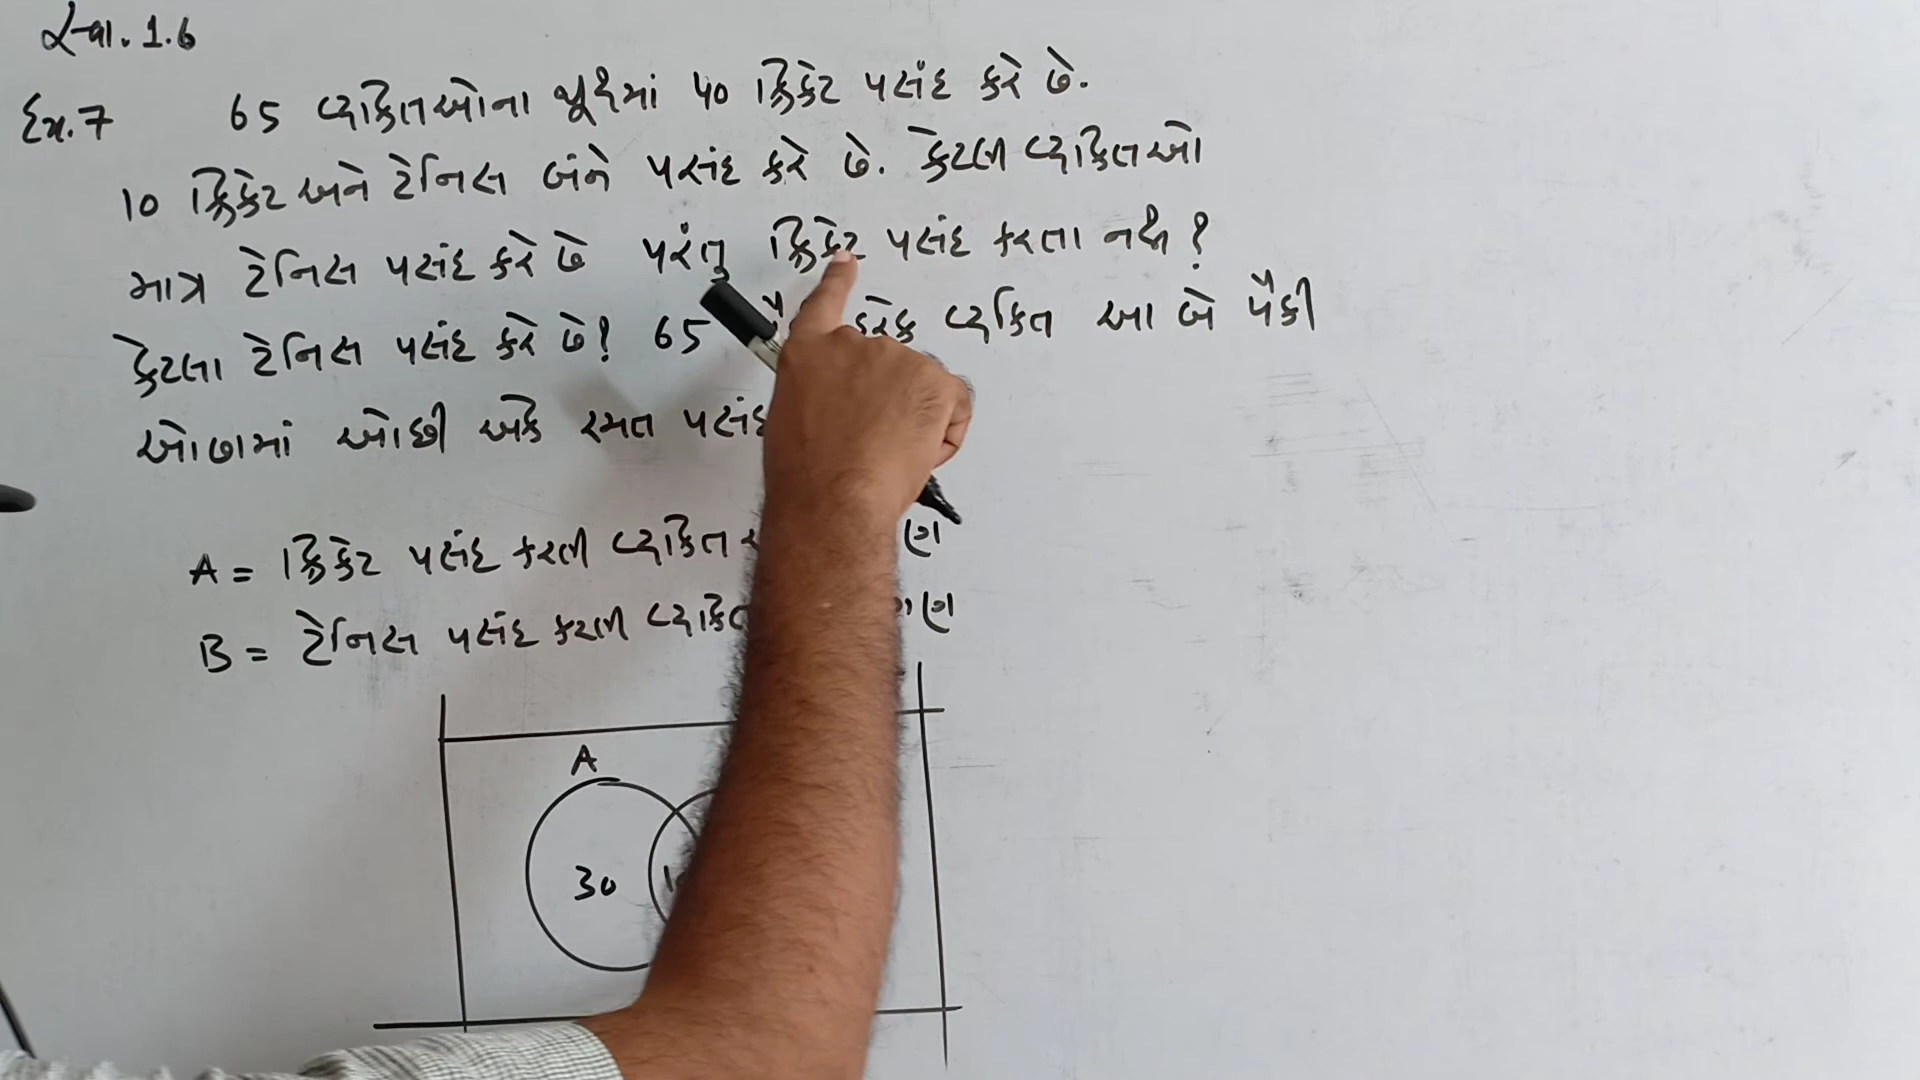 સ્વા. 1.6
Ex.7 65 વ્યક્તિઓના જૂથમાં 40 ક્રિકેટ પસંદ કરે છે.
10 ક્રિકેટ અને ટેનિસ બંને પસંદ કરે છે. કેટલી વ્યક્તિઓ
માત્ર ટેનિસ પસંદ કરે છે પરંતુ ક્રિકેટ પસંદ કરતા નથી ?
કેટલા ટેનિસ પસંદ કરે છે? 65 દરેક વ્યક્તિ આ બે પૈકી
ઓછામાં ઓછી એક રમત પસંદ
A = ક્રિકેટ પસંદ કરતી વ્યક્તિ
B = ટેનિસ પસંદ કરતી
A
30